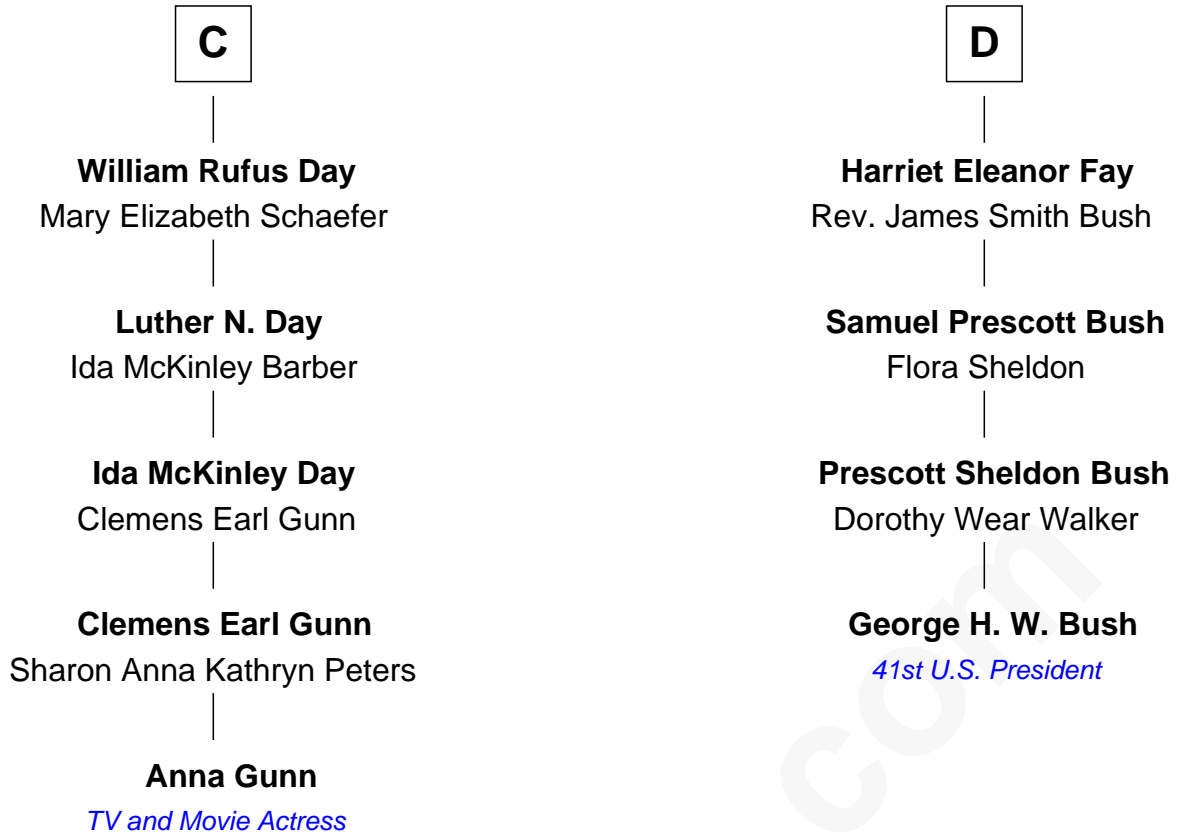 C
William Rufus Day
Mary Elizabeth Schaefer
Luther N. Day
Ida McKinley Barber
Ida McKinley Day
Clemens Earl Gunn
Clemens Earl Gunn
Sharon Anna Kathryn Peters
Anna Gunn
TV and Movie Actress
D
Harriet Eleanor Fay
Rev. James Smith Bush
Samuel Prescott Bush
Flora Sheldon
Prescott Sheldon Bush
Dorothy Wear Walker
George H. W. Bush
41st U.S. President
com